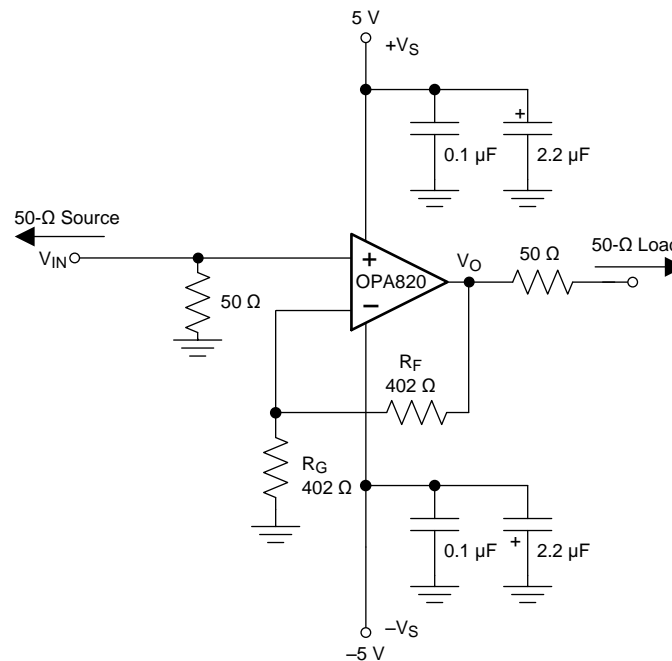 5 V
+VS
+
0.1 µF
2.2 µF
50-Ω Source
VIN
50 Ω
+
OPA820
−
VO
50 Ω
50-Ω Load
RF
402 Ω
RG
402 Ω
0.1 µF
+
2.2 µF
–VS
–5 V